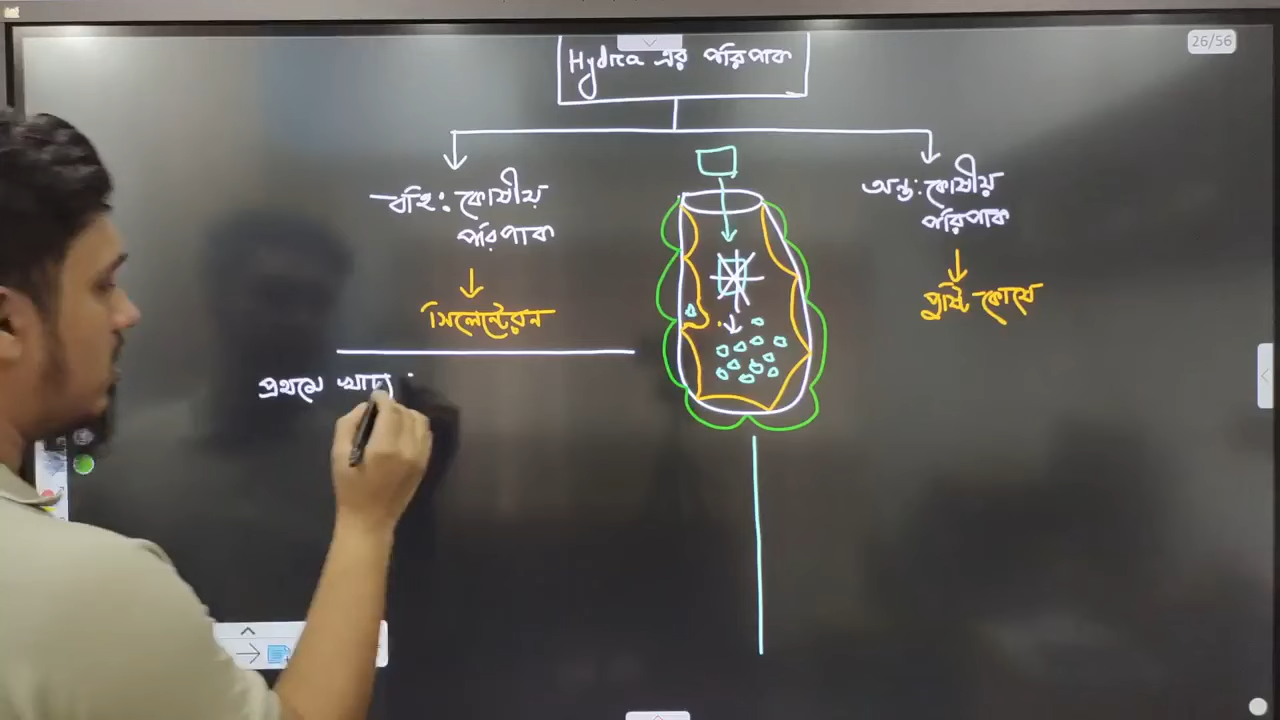 Hydra এর পরিপাক
26/56
বহিঃকোষীয়
পরিপাক
সিলেন্টেরন
অন্তঃকোষীয়
পরিপাক
পুষ্টি কোষে
প্রথমে খাদ্য